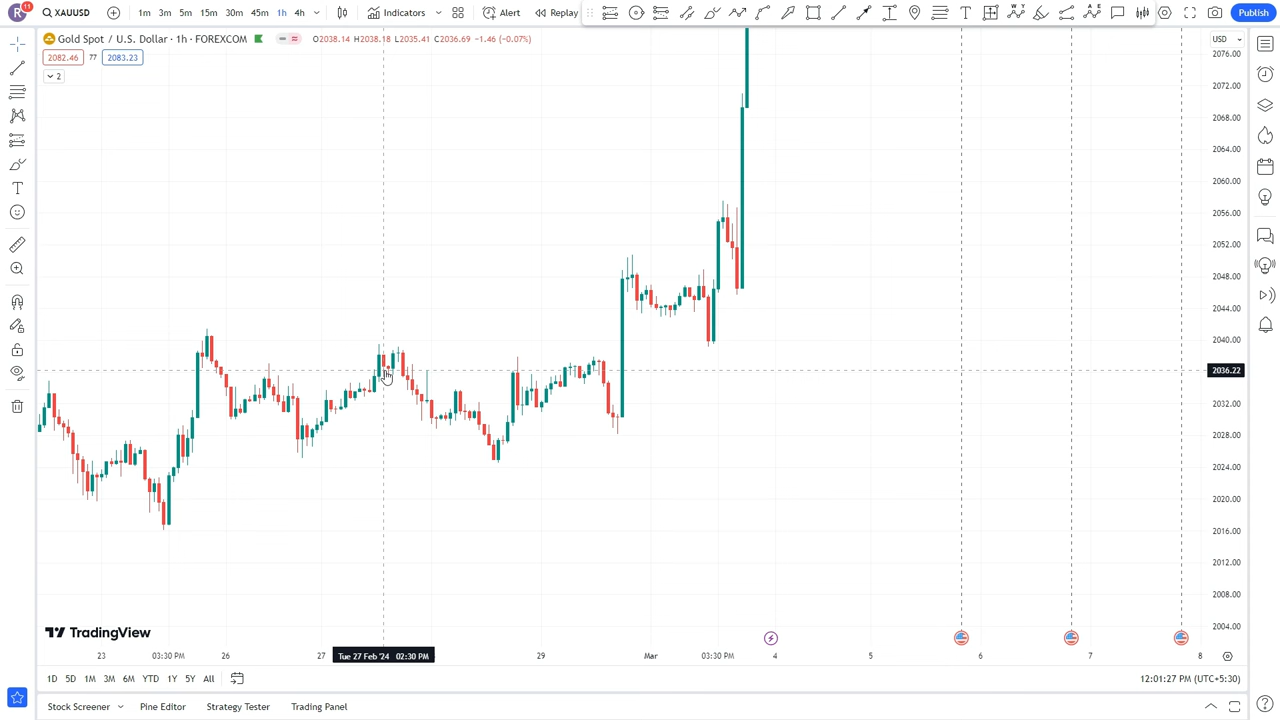 R 11 XAUUSD 1m 3m 5m 15m 30m 45m 1h 4h Indicators Alert Replay Publish
Gold Spot / U.S. Dollar · 1h · FOREXCOM O2038.14 H2038.18 L2035.41 C2036.69 −1.46 (−0.07%)
USD
2082.46 77 2083.23
2
2076.00
2072.00
2068.00
2064.00
2060.00
2056.00
2052.00
2048.00
2044.00
2040.00
2036.22
2032.00
2028.00
2024.00
2020.00
2016.00
2012.00
2008.00
2004.00
TradingView
23 03:30 PM 26 27 Tue 27 Feb '24 02:30 PM 29 Mar 03:30 PM 4 5 6 7 8
1D 5D 1M 3M 6M YTD 1Y 5Y All 12:01:27 PM (UTC+5:30)
Stock Screener Pine Editor Strategy Tester Trading Panel